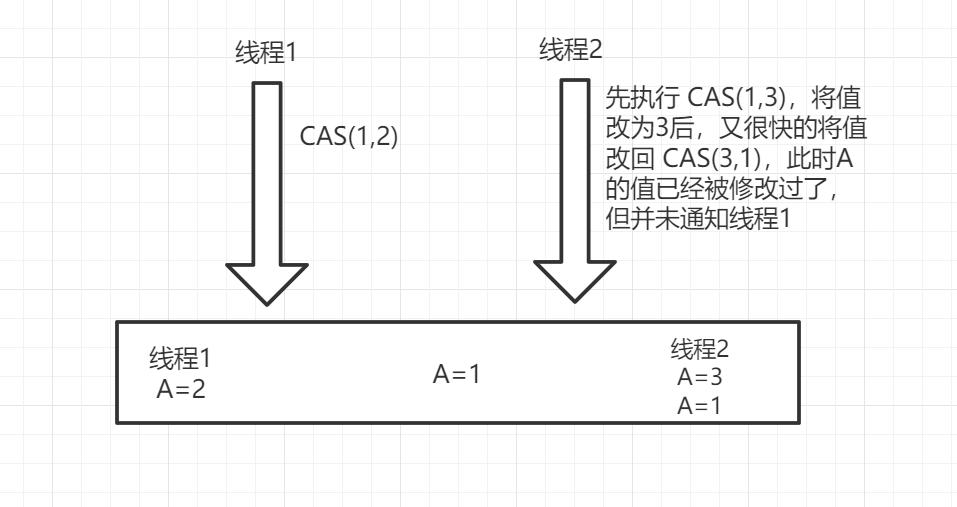 线程1
线程2
CAS(1,2)
先执行 CAS(1,3)，将值
改为3后，又很快的将值
改回 CAS(3,1)，此时A
的值已经被修改过了，
但并未通知线程1
线程1
A=2
A=1
线程2
A=3
A=1